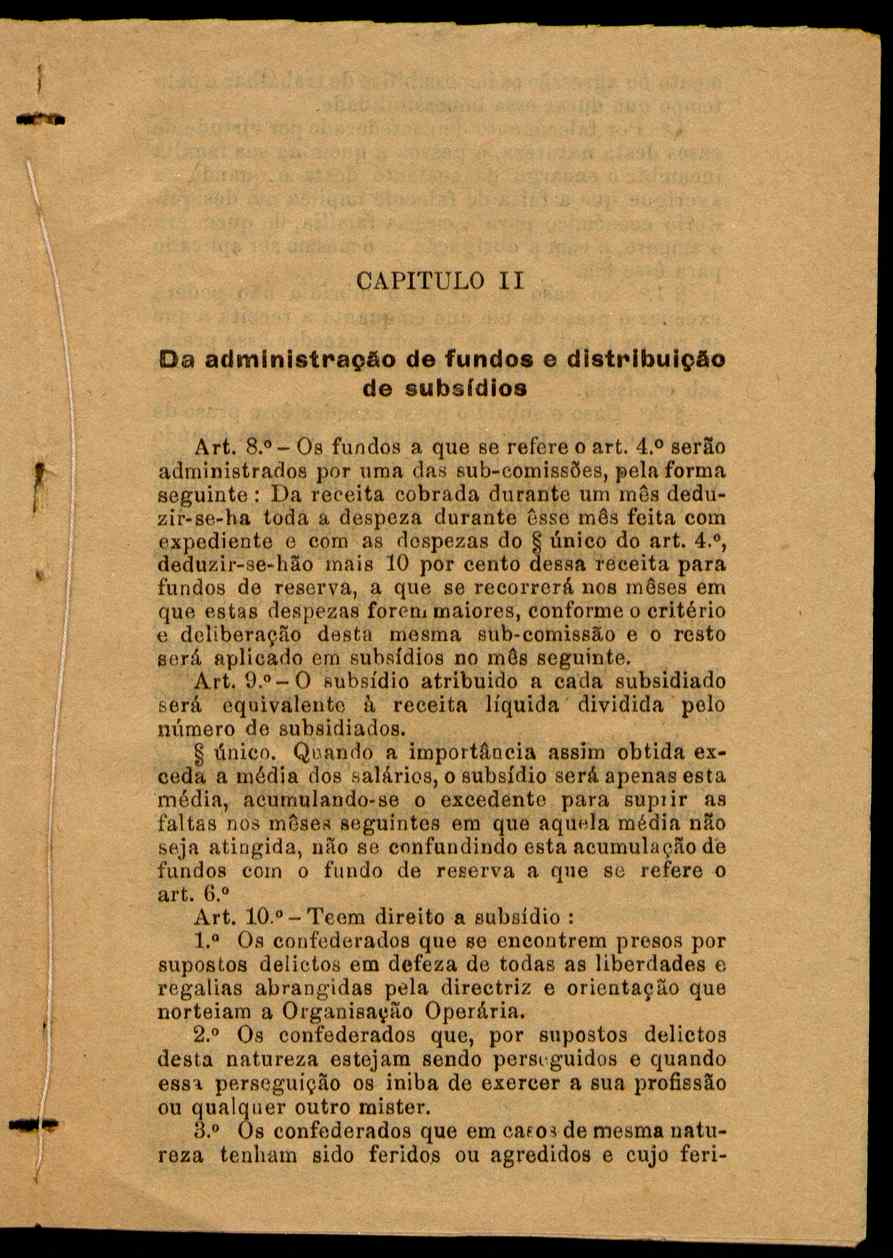 CAPITULO II
Da administração de fundos e distribuição
de subsídios
Art. 8.º – Os fundos a que se refere o art. 4.º serão
administrados por uma das sub-comissões, pela forma
seguinte : Da receita cobrada durante um mês dedu-
zir-se-ha toda a despeza durante êsse mês feita com
expediente e com as despezas do § único do art. 4.º,
deduzir-se-hão mais 10 por cento dessa receita para
fundos de reserva, a que se recorrerá nos mêses em
que estas despezas forem maiores, conforme o critério
e deliberação desta mesma sub-comissão e o resto
será aplicado em subsídios no mês seguinte.
Art. 9.º – O subsídio atribuido a cada subsidiado
será equivalente à receita líquida dividida pelo
número de subsidiados.
§ único. Quando a importância assim obtida ex-
ceda a média dos salários, o subsídio será apenas esta
média, acumulando-se o excedente para suprir as
faltas nos mêses seguintes em que aquela média não
seja atingida, não se confundindo esta acumulação de
fundos com o fundo de reserva a que se refere o
art. 6.º
Art. 10.º – Teem direito a subsídio :
1.º Os confederados que se encontrem presos por
supostos delictos em defeza de todas as liberdades e
regalias abrangidas pela directriz e orientação que
norteiam a Organisação Operária.
2.º Os confederados que, por supostos delictos
desta natureza estejam sendo perseguidos e quando
essa perseguição os iniba de exercer a sua profissão
ou qualquer outro mister.
3.º Os confederados que em casos de mesma natu-
reza tenham sido feridos ou agredidos e cujo feri-